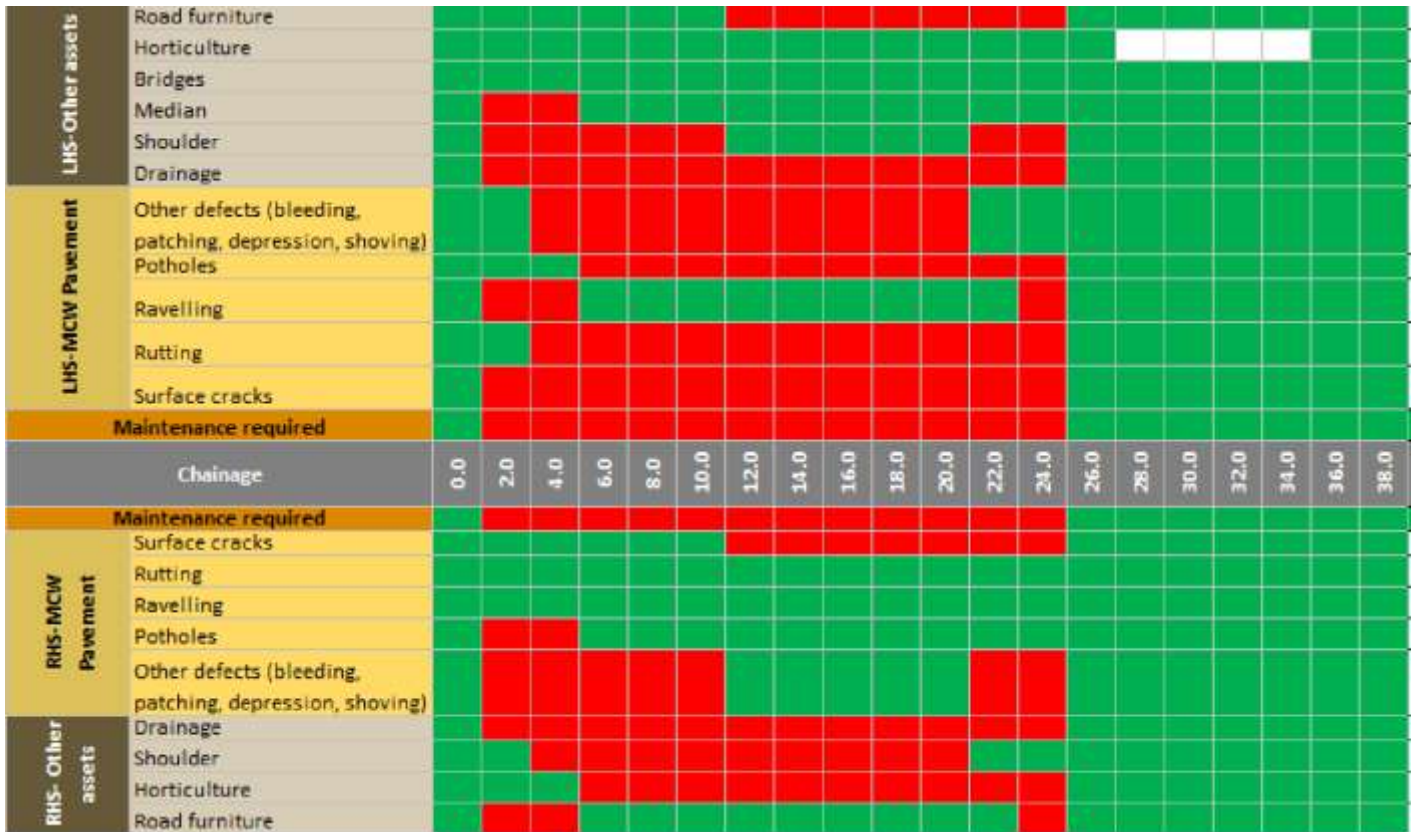 LHS-Other assets
Road furniture
Horticulture
Bridges
Median
Shoulder
Drainage
LHS-MCW Pavement
Other defects (bleeding,
patching, depression, shoving)
Potholes
Ravelling
Rutting
Surface cracks
Maintenance required
Chainage 0.0 2.0 4.0 6.0 8.0 10.0 12.0 14.0 16.0 18.0 20.0 22.0 24.0 26.0 28.0 30.0 32.0 34.0 36.0 38.0
Maintenance required
RHS-MCW
Pavement
Surface cracks
Rutting
Ravelling
Potholes
Other defects (bleeding,
patching, depression, shoving)
RHS- Other
assets
Drainage
Shoulder
Horticulture
Road furniture